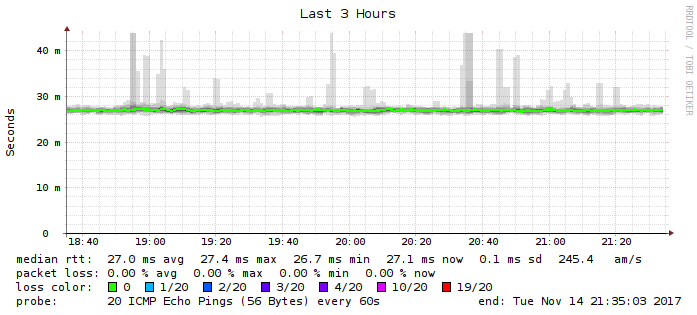 Last 3 Hours
RRDTOOL / TOBI OETIKER
Seconds
40 m
30 m
20 m
10 m
0
18:40 19:00 19:20 19:40 20:00 20:20 20:40 21:00 21:20
median rtt: 27.0 ms avg 27.4 ms max 26.7 ms min 27.1 ms now 0.1 ms sd 245.4 am/s
packet loss: 0.00 % avg 0.00 % max 0.00 % min 0.00 % now
loss color: 0 1/20 2/20 3/20 4/20 10/20 19/20
probe: 20 ICMP Echo Pings (56 Bytes) every 60s end: Tue Nov 14 21:35:03 2017